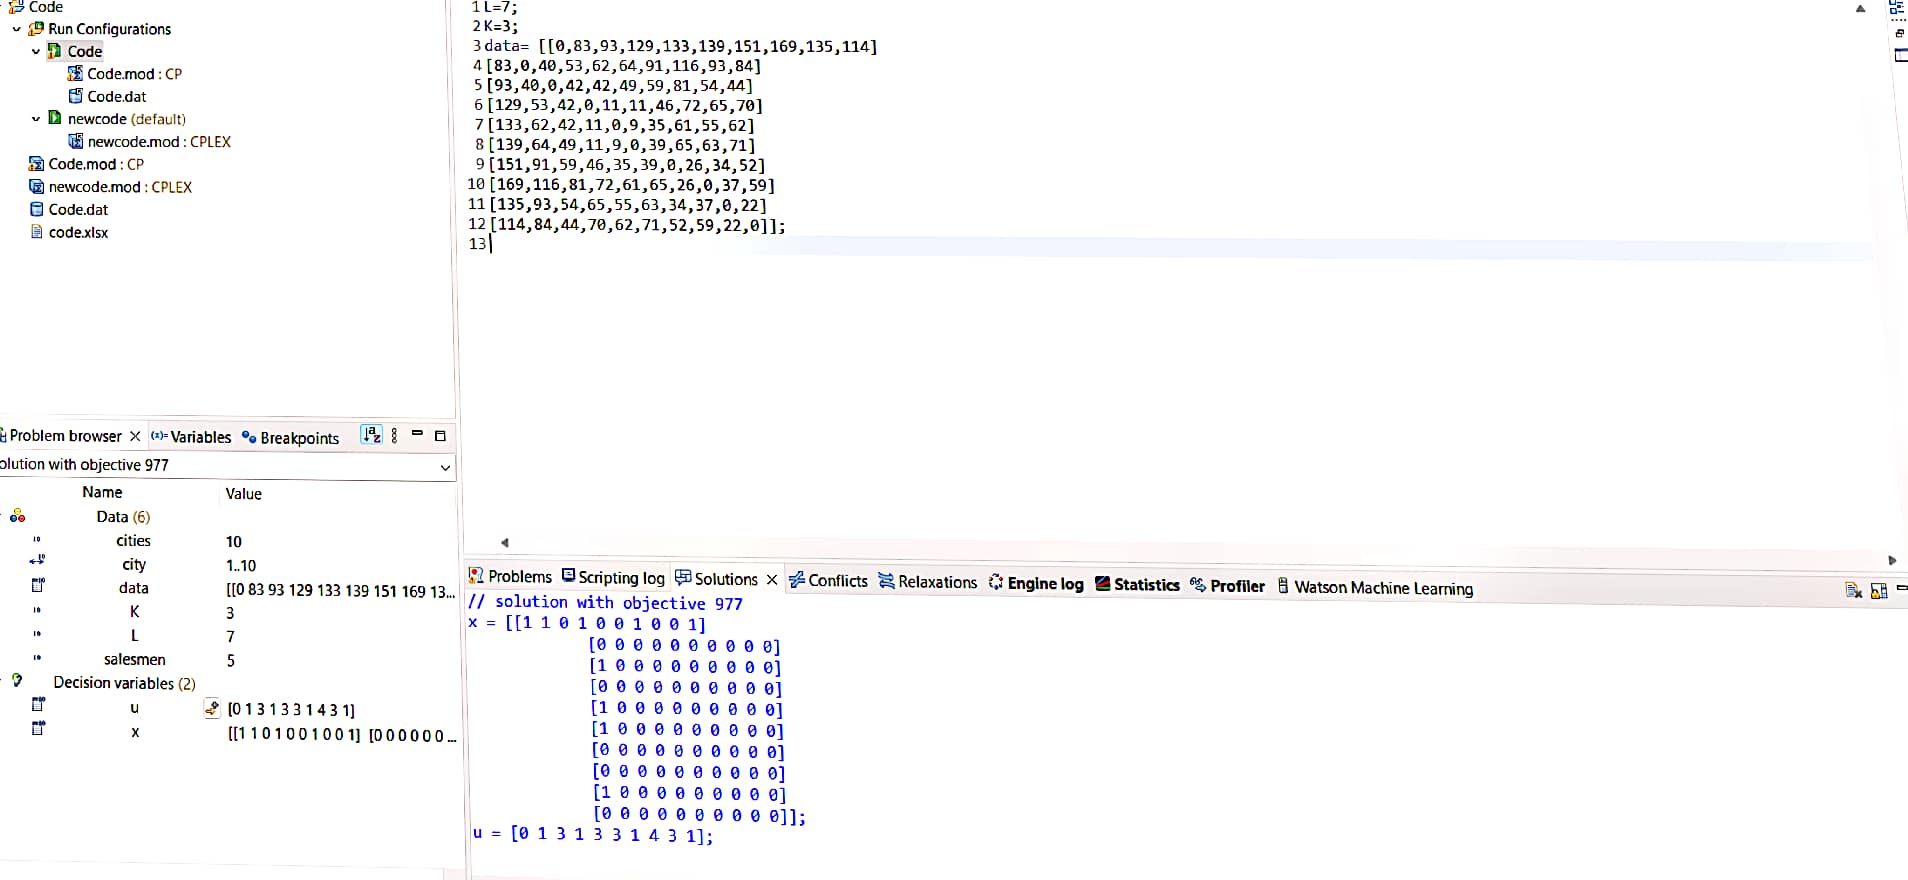 Code
Run Configurations
Code
Code.mod : CP
Code.dat
newcode (default)
newcode.mod : CPLEX
Code.mod : CP
newcode.mod : CPLEX
Code.dat
code.xlsx
1 L=7;
2 K=3;
3 data= [[0,83,93,129,133,139,151,169,135,114]
4 [83,0,40,53,62,64,91,116,93,84]
5 [93,40,0,42,42,49,59,81,54,44]
6 [129,53,42,0,11,11,46,72,65,70]
7 [133,62,42,11,0,9,35,61,55,62]
8 [139,64,49,11,9,0,39,65,63,71]
9 [151,91,59,46,35,39,0,26,34,52]
10 [169,116,81,72,61,65,26,0,37,59]
11 [135,93,54,65,55,63,34,37,0,22]
12 [114,84,44,70,62,71,52,59,22,0]];
13
Problem browser (x)= Variables Breakpoints
olution with objective 977
Name Value
Data (6)
cities 10
city 1..10
data [[0 83 93 129 133 139 151 169 13...
K 3
L 7
salesmen 5
Decision variables (2)
u [0 1 3 1 3 3 1 4 3 1]
x [[1 1 0 1 0 0 1 0 0 1] [0 0 0 0 0 0 ...
Problems Scripting log Solutions Conflicts Relaxations Engine log Statistics Profiler Watson Machine Learning
// solution with objective 977
x = [[1 1 0 1 0 0 1 0 0 1]
[0 0 0 0 0 0 0 0 0 0]
[1 0 0 0 0 0 0 0 0 0]
[0 0 0 0 0 0 0 0 0 0]
[1 0 0 0 0 0 0 0 0 0]
[1 0 0 0 0 0 0 0 0 0]
[0 0 0 0 0 0 0 0 0 0]
[0 0 0 0 0 0 0 0 0 0]
[1 0 0 0 0 0 0 0 0 0]
[0 0 0 0 0 0 0 0 0 0]];
u = [0 1 3 1 3 3 1 4 3 1];